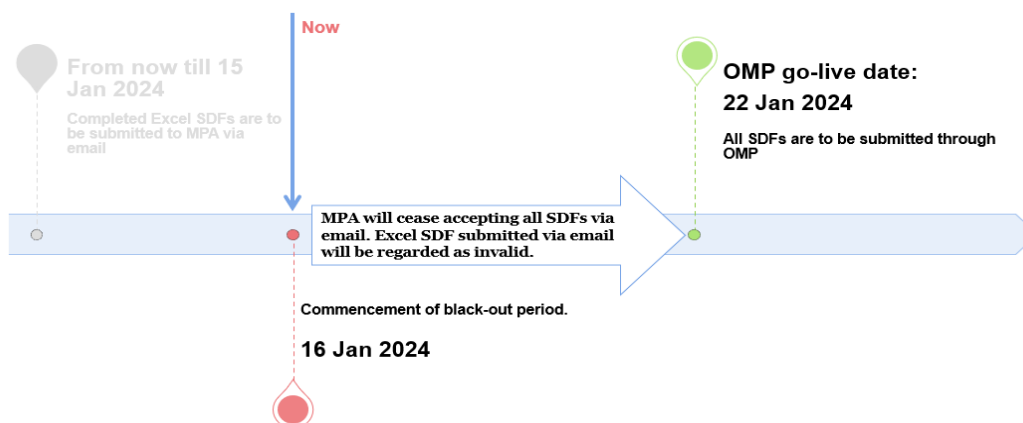 Now
From now till 15
Jan 2024
Completed Excel SDFs are to
be submitted to MPA via
email
OMP go-live date:
22 Jan 2024
All SDFs are to be submitted through
OMP
MPA will cease accepting all SDFs via
email. Excel SDF submitted via email
will be regarded as invalid.
Commencement of black-out period.
16 Jan 2024